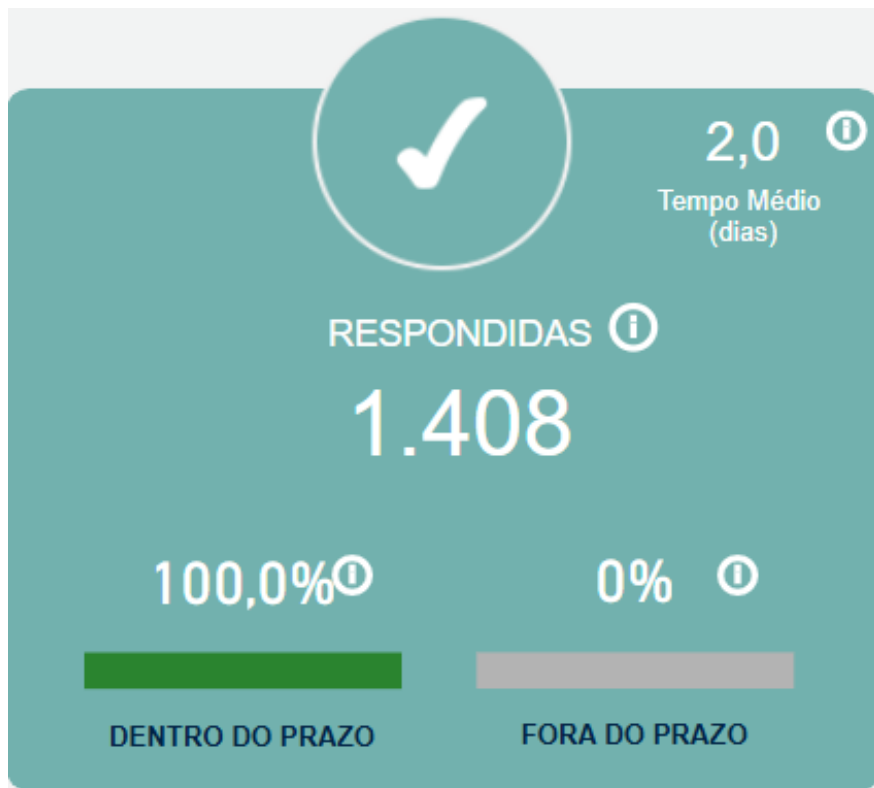 2,0
Tempo Médio
(dias)
RESPONDIDAS
1.408
100,0%
0%
DENTRO DO PRAZO
FORA DO PRAZO